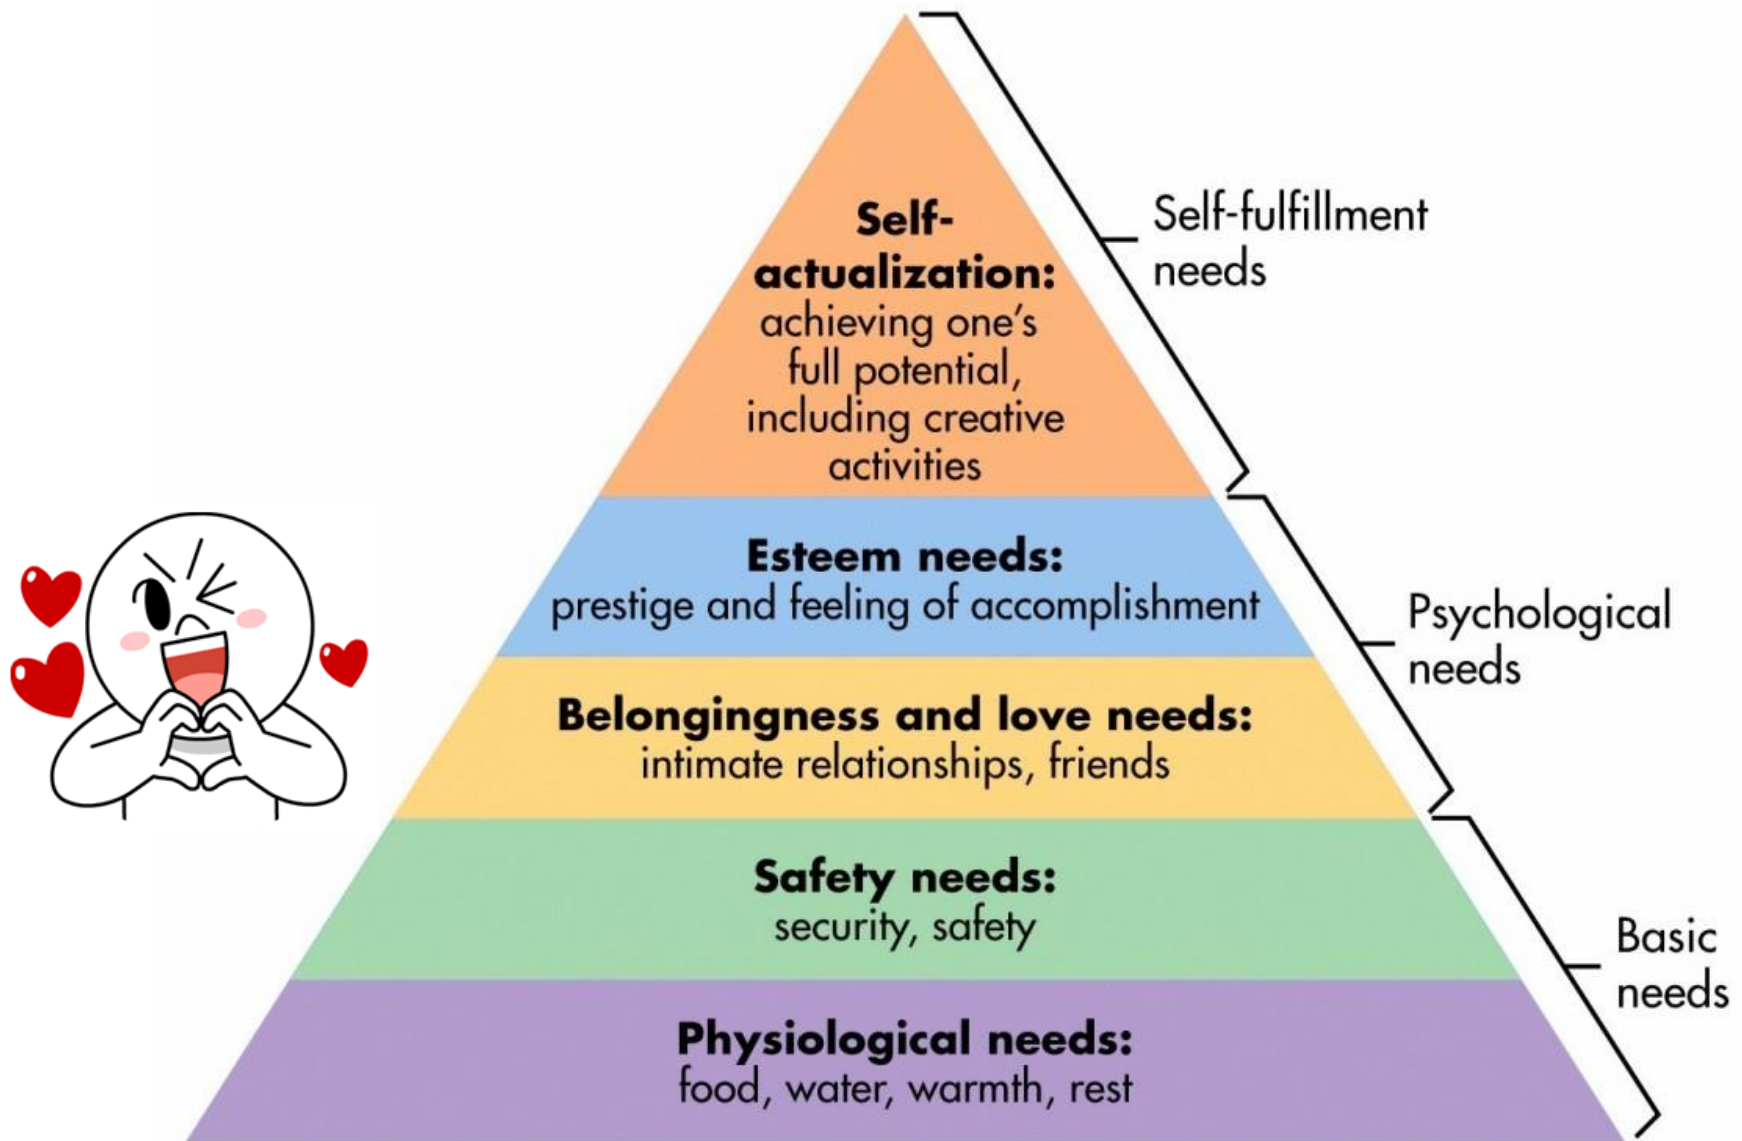 Self-
actualization:
achieving one's
full potential,
including creative
activities
Self-fulfillment
needs
Esteem needs:
prestige and feeling of accomplishment
Belongingness and love needs:
intimate relationships, friends
Psychological
needs
Safety needs:
security, safety
Physiological needs:
food, water, warmth, rest
Basic
needs